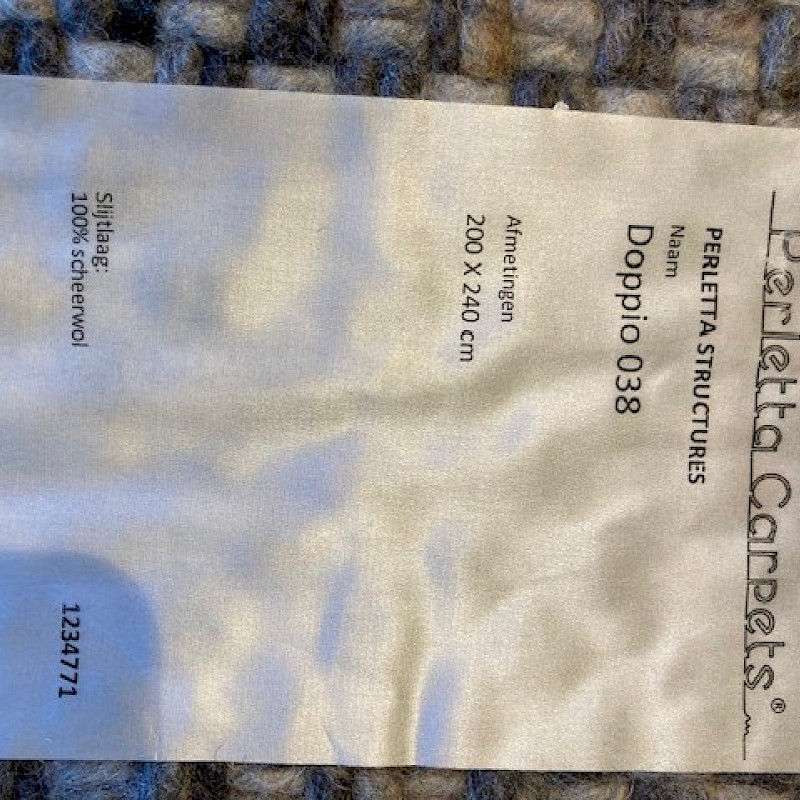 Perletta Carpets®
PERLETTA STRUCTURES
Naam
Doppio 038
Afmetingen
200 X 240 cm
Slijtlaag:
100% scheerwol
1234771